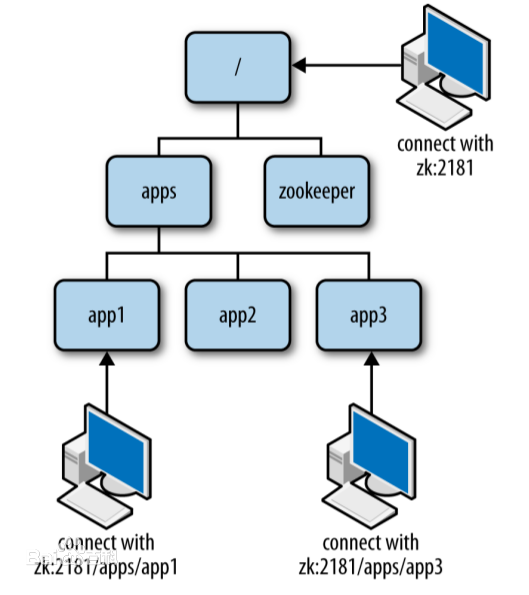 /
connect with
zk:2181
apps
zookeeper
app1
app2
app3
connect with
zk:2181/apps/app1
connect with
zk:2181/apps/app3